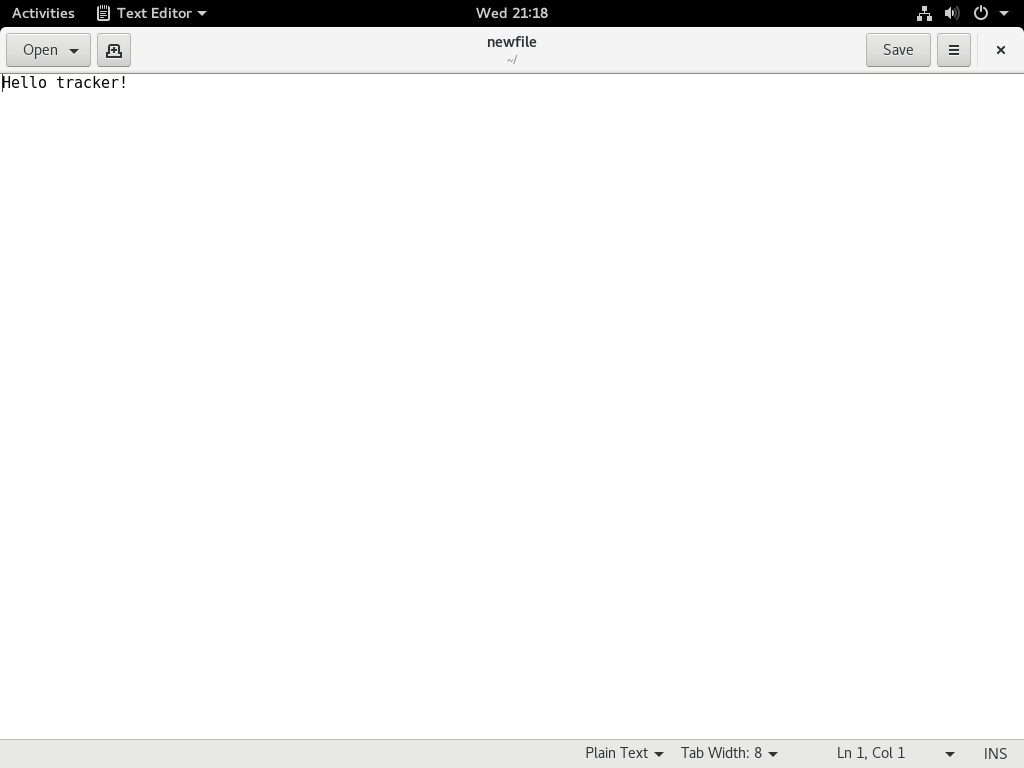 Activities Text Editor Wed 21:18
Open newfile Save
~/
Hello tracker!
Plain Text Tab Width: 8 Ln 1, Col 1 INS